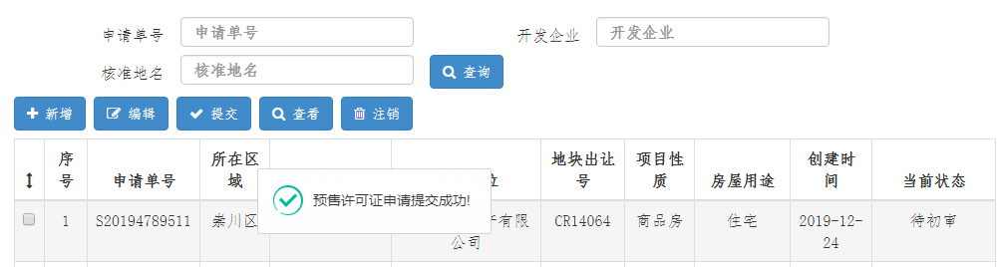 申请单号 申请单号 开发企业 开发企业
核准地名 核准地名 查询
新增 编辑 提交 查看 注销
序号 申请单号 所在区域 位 地块出让号 项目性质 房屋用途 创建时间 当前状态
预售许可证申请提交成功!
1 S20194789511 崇川区 有限公司 CR14064 商品房 住宅 2019-12-24 待初审